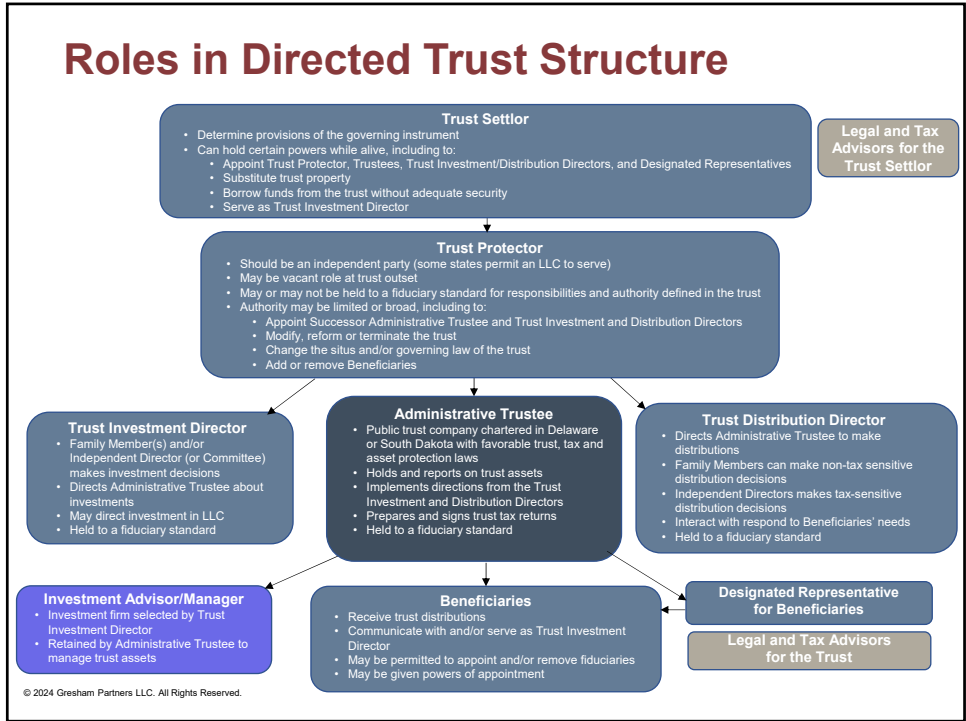 Roles in Directed Trust Structure
Trust Settlor
• Determine provisions of the governing instrument
• Can hold certain powers while alive, including to:
• Appoint Trust Protector, Trustees, Trust Investment/Distribution Directors, and Designated Representatives
• Substitute trust property
• Borrow funds from the trust without adequate security
• Serve as Trust Investment Director
Legal and Tax
Advisors for the
Trust Settlor
Trust Protector
• Should be an independent party (some states permit an LLC to serve)
• May be vacant role at trust outset
• May or may not be held to a fiduciary standard for responsibilities and authority defined in the trust
• Authority may be limited or broad, including to:
• Appoint Successor Administrative Trustee and Trust Investment and Distribution Directors
• Modify, reform or terminate the trust
• Change the situs and/or governing law of the trust
• Add or remove Beneficiaries
Trust Investment Director
• Family Member(s) and/or
Independent Director (or Committee)
makes investment decisions
• Directs Administrative Trustee about
investments
• May direct investment in LLC
• Held to a fiduciary standard
Administrative Trustee
• Public trust company chartered in Delaware
or South Dakota with favorable trust, tax and
asset protection laws
• Holds and reports on trust assets
• Implements directions from the Trust
Investment and Distribution Directors
• Prepares and signs trust tax returns
• Held to a fiduciary standard
Trust Distribution Director
• Directs Administrative Trustee to make
distributions
• Family Members can make non-tax sensitive
distribution decisions
• Independent Directors makes tax-sensitive
distribution decisions
• Interact with respond to Beneficiaries' needs
• Held to a fiduciary standard
Investment Advisor/Manager
• Investment firm selected by Trust
Investment Director
• Retained by Administrative Trustee to
manage trust assets
Beneficiaries
• Receive trust distributions
• Communicate with and/or serve as Trust Investment
Director
• May be permitted to appoint and/or remove fiduciaries
• May be given powers of appointment
Designated Representative
for Beneficiaries
Legal and Tax Advisors
for the Trust
© 2024 Gresham Partners LLC. All Rights Reserved.